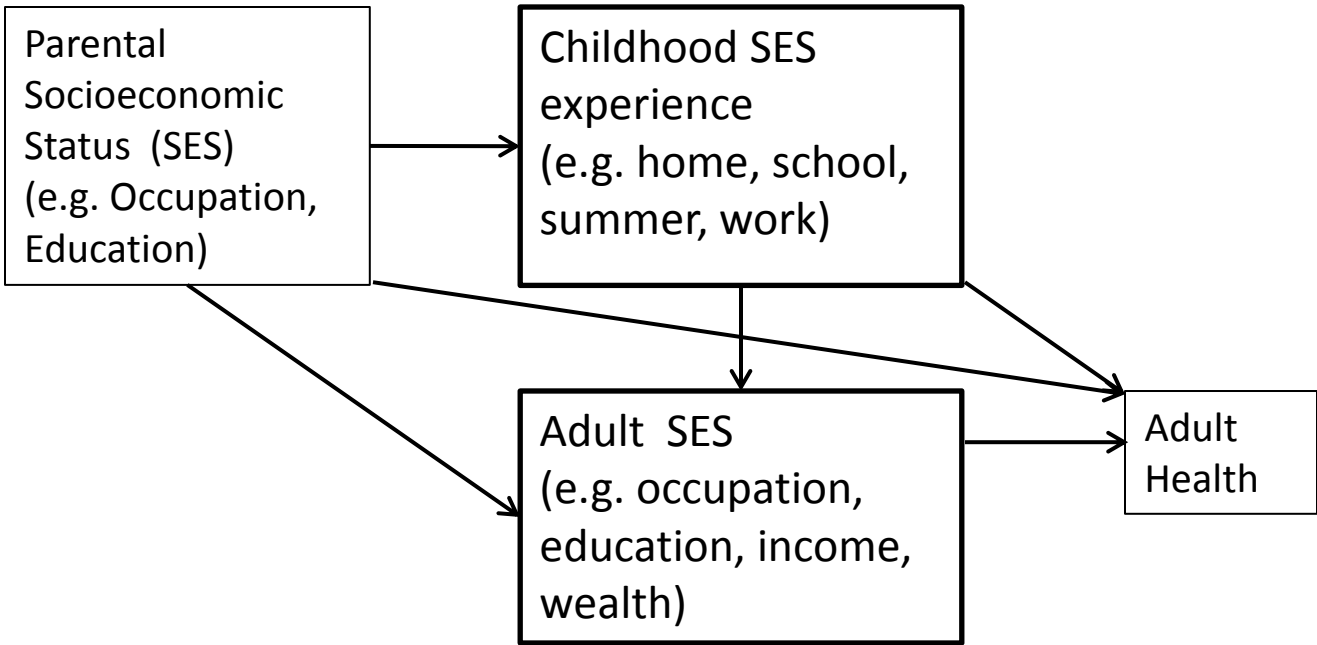 Parental
Socioeconomic
Status  (SES)
(e.g. Occupation,
Education)
Childhood SES
experience
(e.g. home, school,
summer, work)
Adult  SES
(e.g. occupation,
education, income,
wealth)
Adult
Health